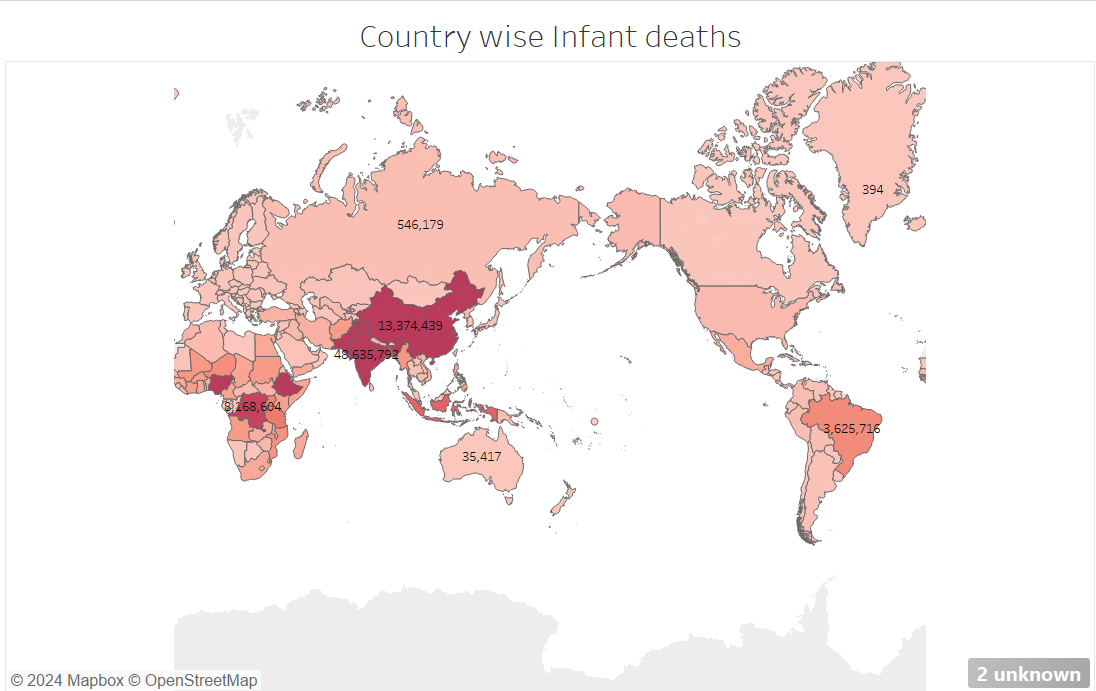 Country wise Infant deaths
394
546,179
13,374,439
48,635,792
3,625,716
35,417
© 2024 Mapbox © OpenStreetMap
2 unknown